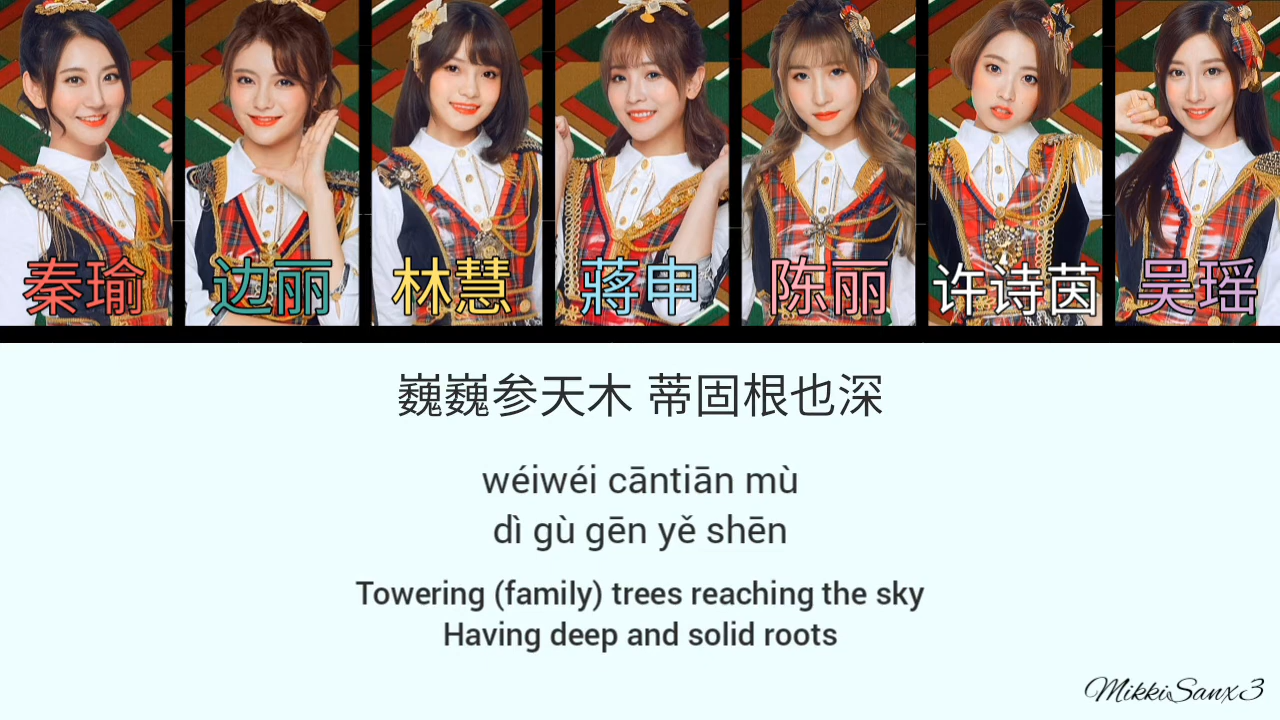 秦瑜 边丽 林慧 蔣申 陈丽 许诗茵 吴瑶
巍巍参天木 蒂固根也深
wéiwéi cāntiān mù
dì gù gēn yě shēn
Towering (family) trees reaching the sky
Having deep and solid roots
MikkiSanx3